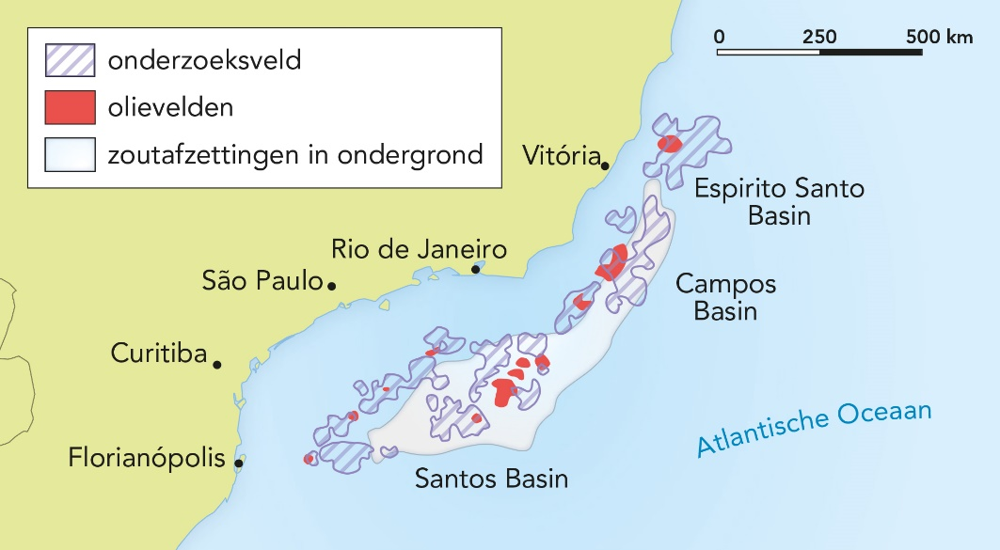 onderzoeksveld
olievelden
zoutafzettingen in ondergrond
0 250 500 km
Vitória
Espirito Santo
Basin
Rio de Janeiro
São Paulo
Campos
Basin
Curitiba
Atlantische Oceaan
Florianópolis
Santos Basin